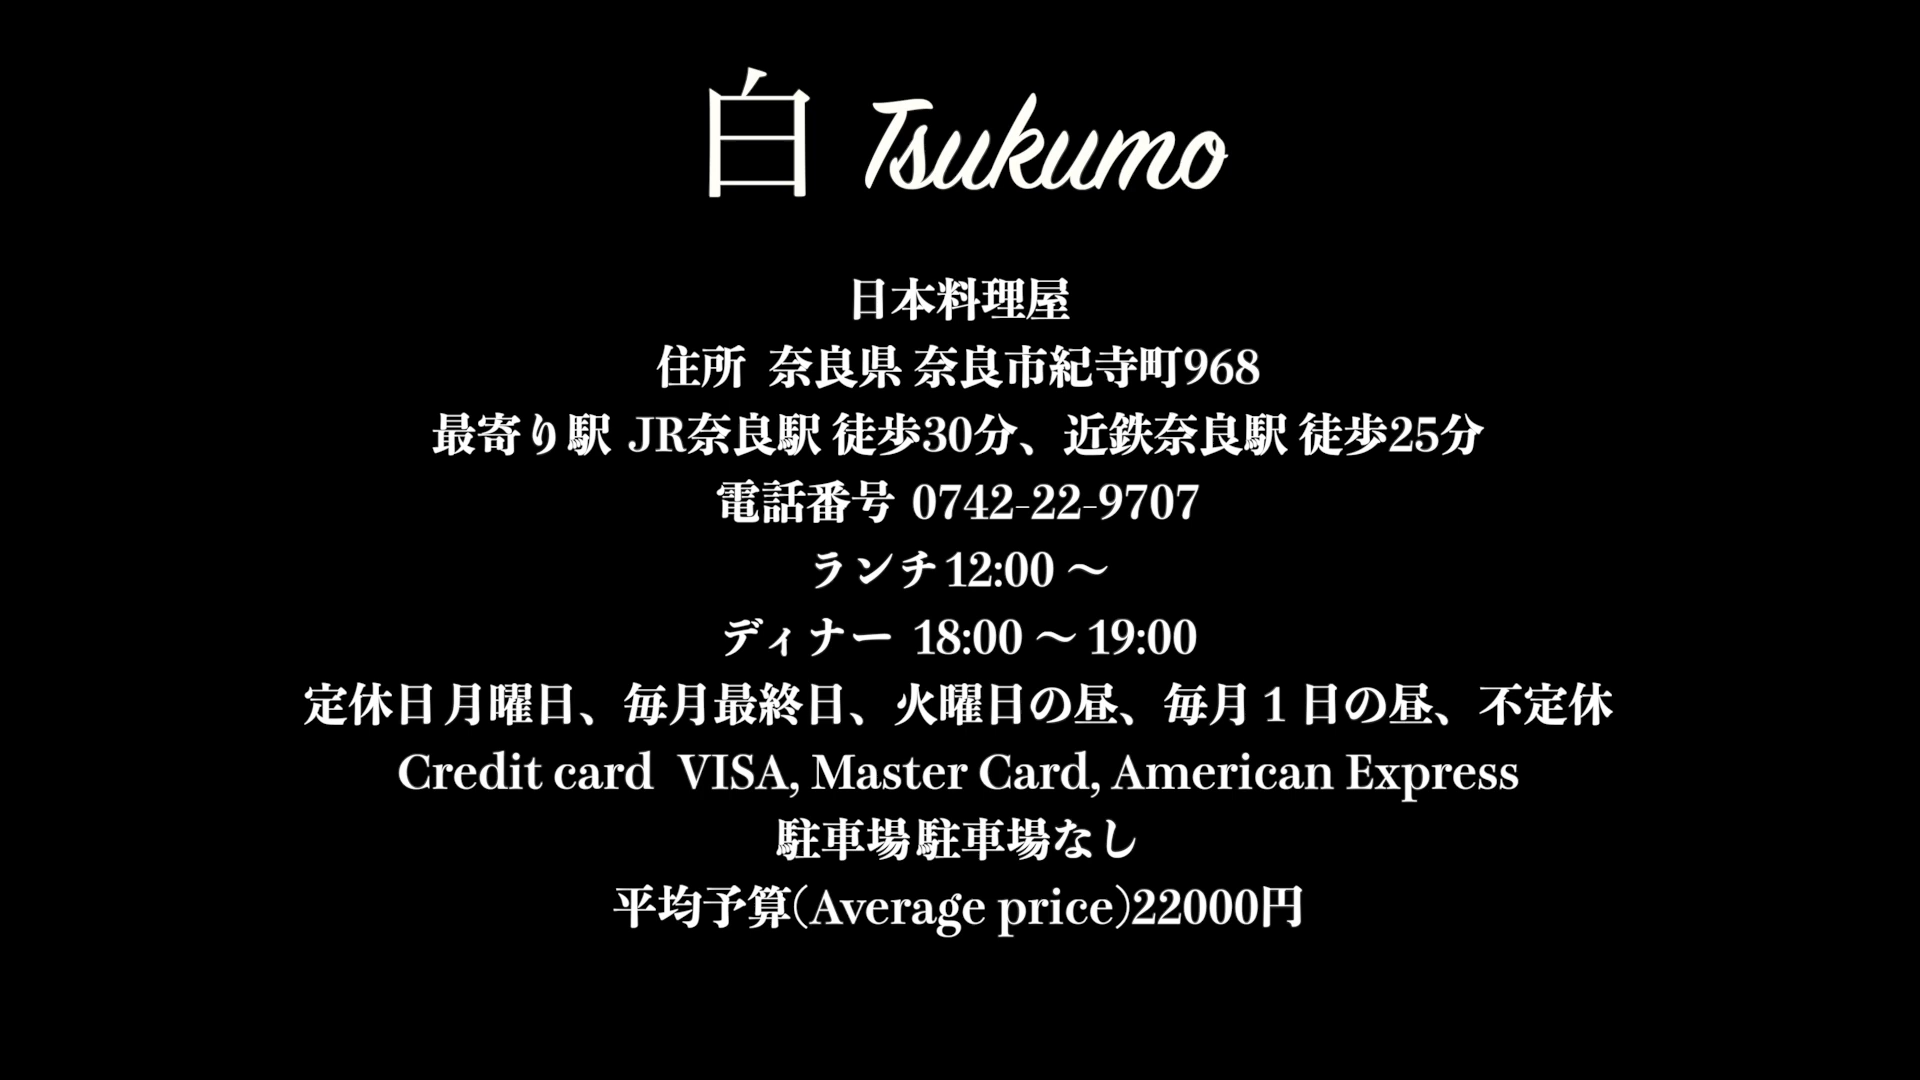 白 Tsukumo
日本料理屋
住所 奈良県 奈良市紀寺町968
最寄り駅 JR奈良駅 徒歩30分、近鉄奈良駅 徒歩25分
電話番号 0742-22-9707
ランチ 12:00 〜
ディナー 18:00 〜 19:00
定休日 月曜日、毎月最終日、火曜日の昼、毎月１日の昼、不定休
Credit card VISA, Master Card, American Express
駐車場 駐車場なし
平均予算(Average price)22000円